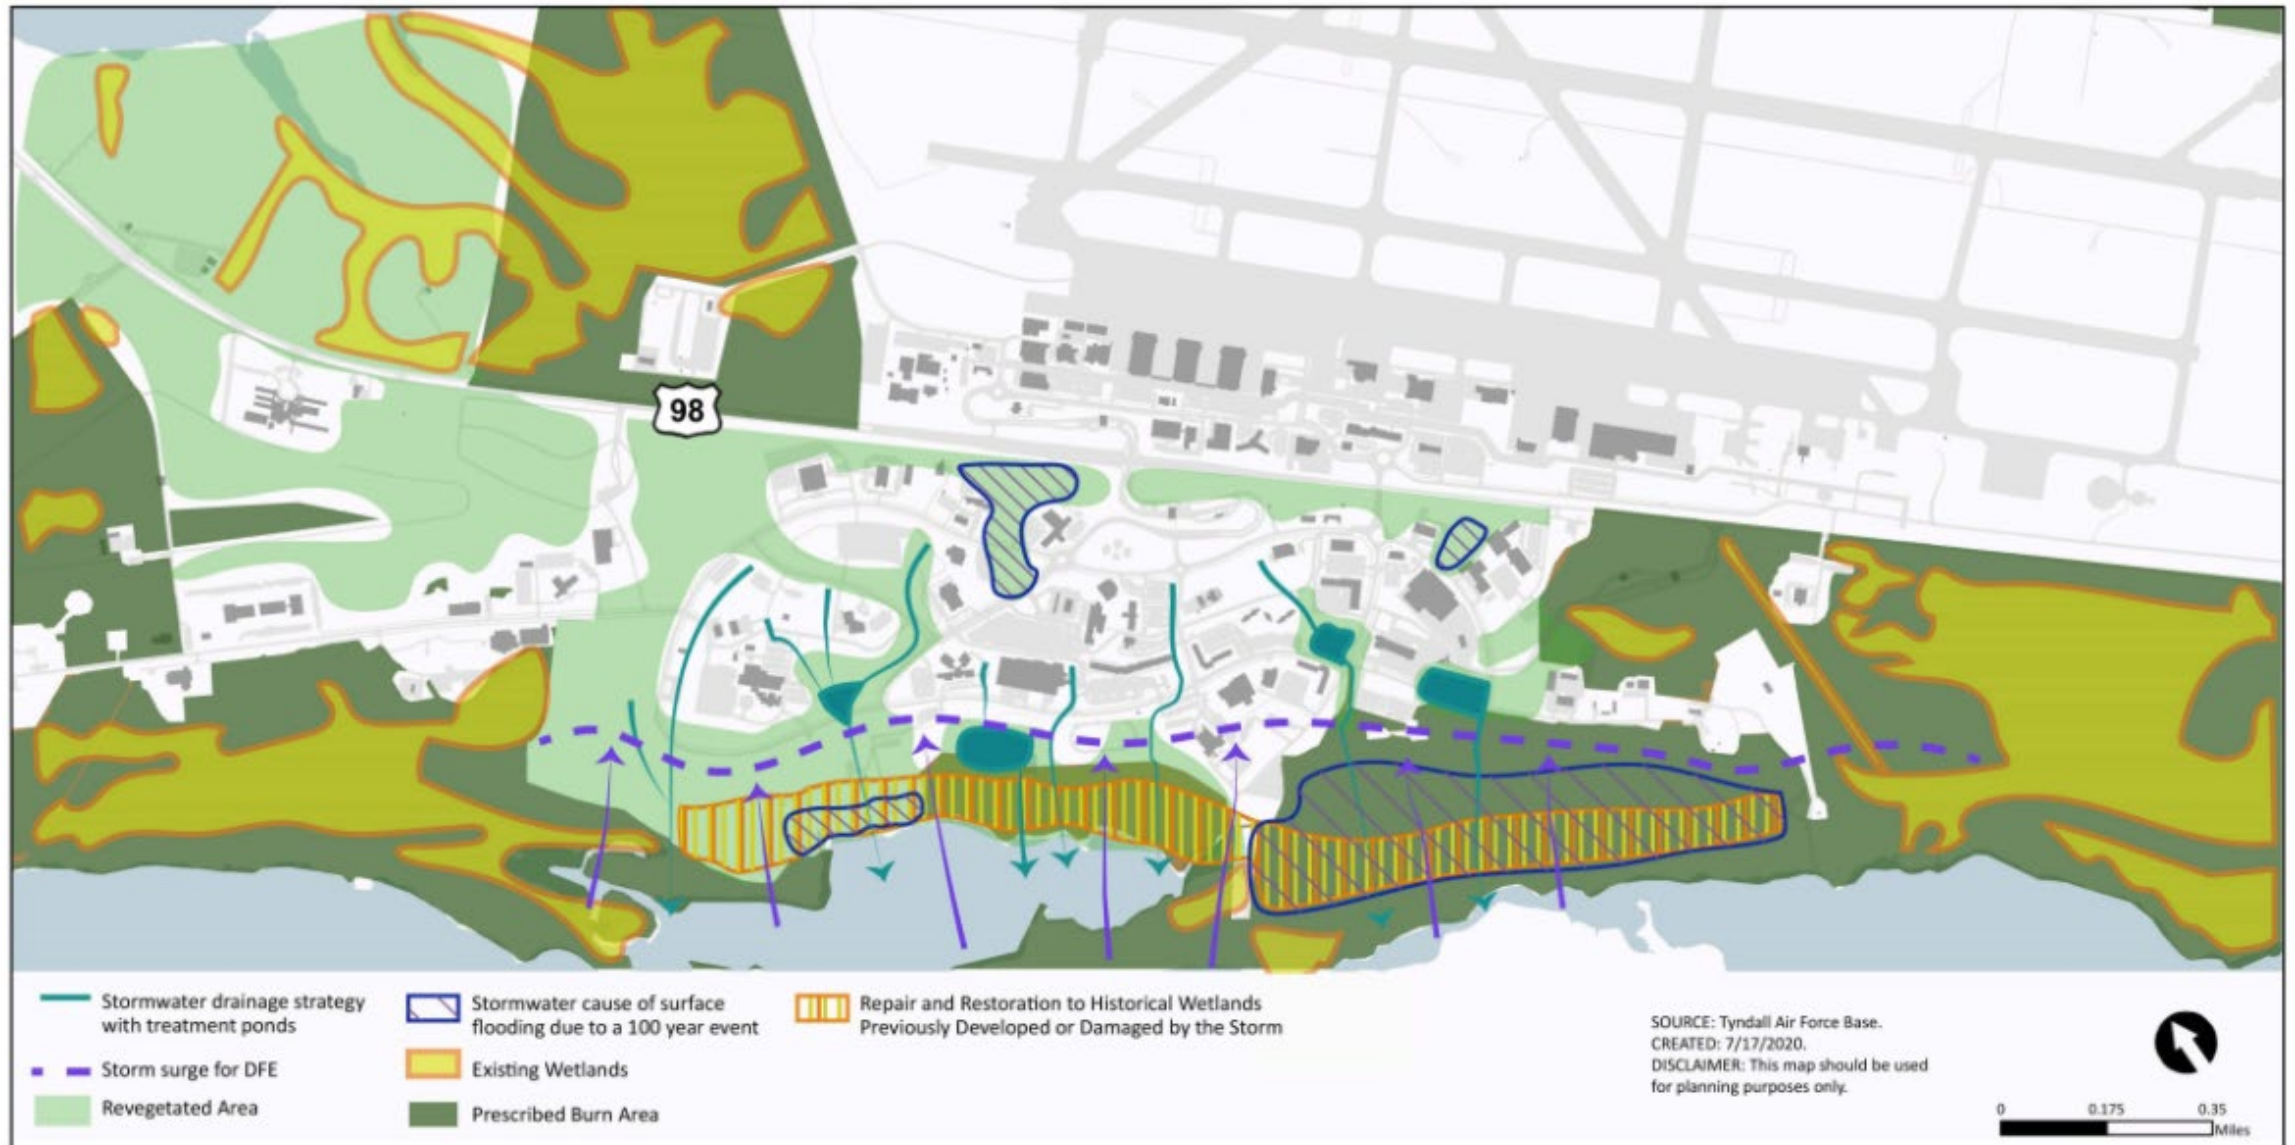 98
Stormwater drainage strategy
with treatment ponds
Storm surge for DFE
Revegetated Area
Stormwater cause of surface
flooding due to a 100 year event
Existing Wetlands
Prescribed Burn Area
Repair and Restoration to Historical Wetlands
Previously Developed or Damaged by the Storm
SOURCE: Tyndall Air Force Base.
CREATED: 7/17/2020.
DISCLAIMER: This map should be used
for planning purposes only.
0 0.175 0.35
Miles